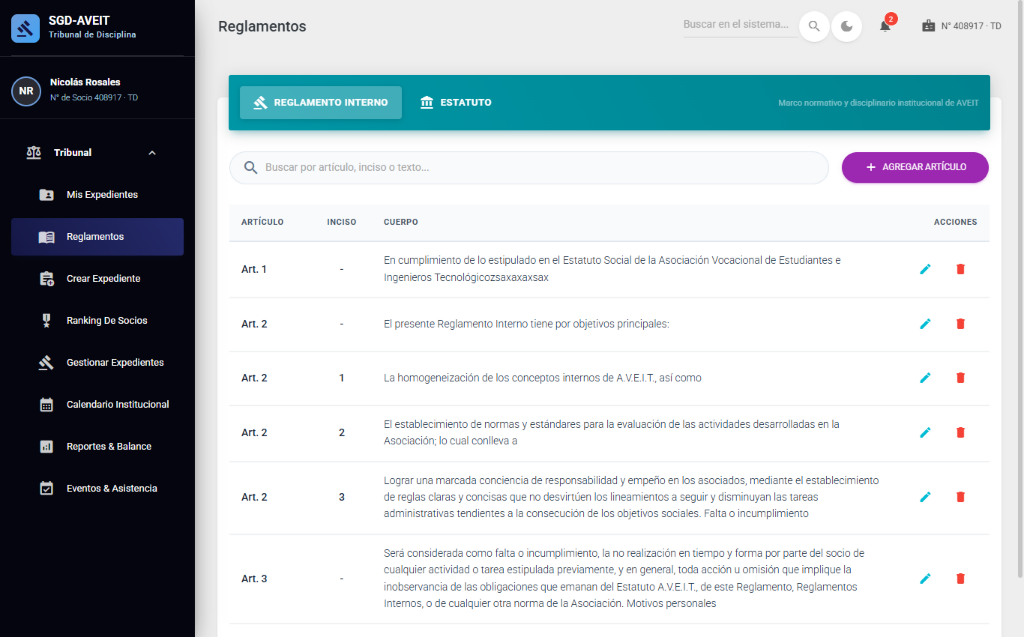 SGD-AVEIT
Tribunal de Disciplina
NR
Nicolás Rosales
N° de Socio 408917 · TD
Tribunal
Mis Expedientes
Reglamentos
Crear Expediente
Ranking De Socios
Gestionar Expedientes
Calendario Institucional
Reportes & Balance
Eventos & Asistencia
Reglamentos
Buscar en el sistema...
2
N° 408917 · TD
REGLAMENTO INTERNO
ESTATUTO
Marco normativo y disciplinario institucional de AVEIT
Buscar por artículo, inciso o texto...
+ AGREGAR ARTÍCULO
ARTÍCULO INCISO CUERPO ACCIONES
Art. 1 - En cumplimiento de lo estipulado en el Estatuto Social de la Asociación Vocacional de Estudiantes e
Ingenieros Tecnológicozsaxaxaxsax
Art. 2 - El presente Reglamento Interno tiene por objetivos principales:
Art. 2 1 La homogeneización de los conceptos internos de A.V.E.I.T., así como
Art. 2 2 El establecimiento de normas y estándares para la evaluación de las actividades desarrolladas en la
Asociación; lo cual conlleva a
Art. 2 3 Lograr una marcada conciencia de responsabilidad y empeño en los asociados, mediante el establecimiento
de reglas claras y concisas que no desvirtúen los lineamientos a seguir y disminuyan las tareas
administrativas tendientes a la consecución de los objetivos sociales. Falta o incumplimiento
Art. 3 - Será considerada como falta o incumplimiento, la no realización en tiempo y forma por parte del socio de
cualquier actividad o tarea estipulada previamente, y en general, toda acción u omisión que implique la
inobservancia de las obligaciones que emanan del Estatuto A.V.E.I.T., de este Reglamento, Reglamentos
Internos, o de cualquier otra norma de la Asociación. Motivos personales